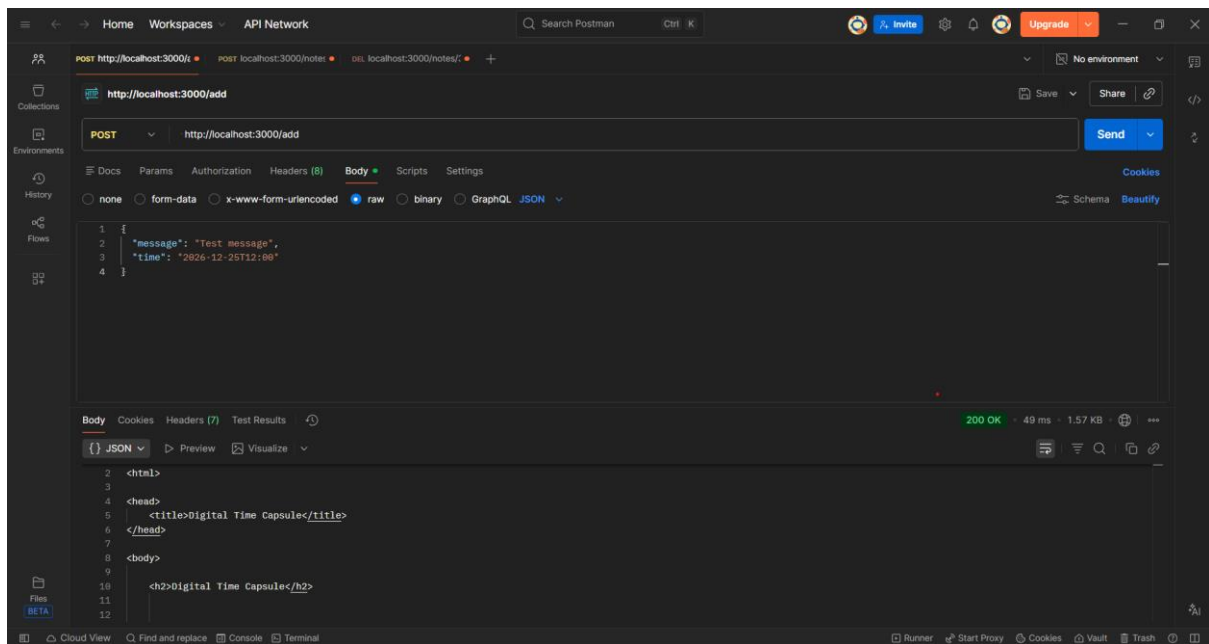 Home Workspaces API Network Search Postman Ctrl K Invite Upgrade
POST http://localhost:3000/a POST localhost:3000/notes DEL localhost:3000/notes/: No environment
HTTP http://localhost:3000/add Save Share
POST http://localhost:3000/add Send
Docs Params Authorization Headers (8) Body Scripts Settings Cookies
none form-data x-www-form-urlencoded raw binary GraphQL JSON Schema Beautify
1 {
2 "message": "Test message",
3 "time": "2026-12-25T12:00"
4 }
Collections
Environments
History
Flows
Body Cookies Headers (7) Test Results 200 OK 49 ms 1.57 KB
{} JSON Preview Visualize
2 <html>
3
4 <head>
5 <title>Digital Time Capsule</title>
6 </head>
7
8 <body>
9
10 <h2>Digital Time Capsule</h2>
11
12
Files
BETA
AI
Cloud View Find and replace Console Terminal Runner Start Proxy Cookies Vault Trash